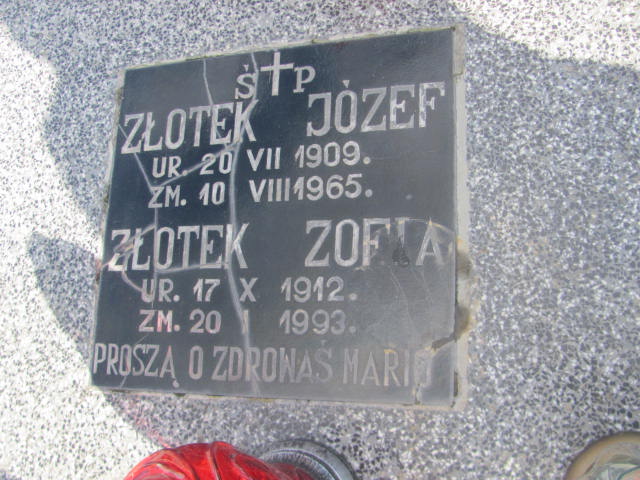 Ś✝P
ZŁOTEK JÓZEF
UR. 20 VII 1909.
ZM. 10 VIII 1965.
ZŁOTEK ZOFIA
UR. 17 X 1912.
ZM. 20 I 1993.
PROSZĄ O ZDROWAŚ MARIO